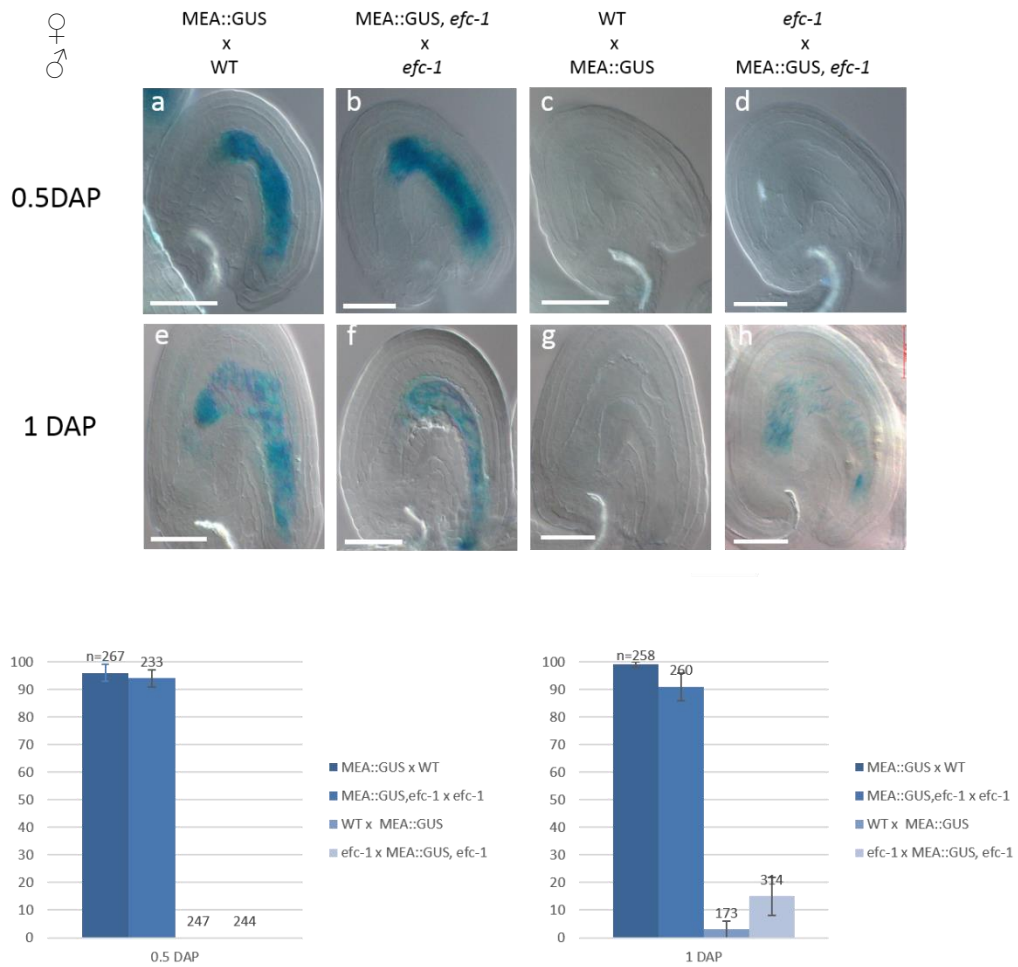 ♀ MEA::GUS MEA::GUS, efc-1 WT efc-1
x x x x
♂ WT efc-1 MEA::GUS MEA::GUS, efc-1
a b c d
0.5DAP
e f g h
1 DAP
n=267 233
100
90
80
70
60
50
40
30
20
10
0
247 244
0.5 DAP
MEA::GUS x WT
MEA::GUS,efc-1 x efc-1
WT x MEA::GUS
efc-1 x MEA::GUS, efc-1
n=258
260
100
90
80
70
60
50
40
30
20
10
0
173
314
1 DAP
MEA::GUS x WT
MEA::GUS,efc-1 x efc-1
WT x MEA::GUS
efc-1 x MEA::GUS, efc-1